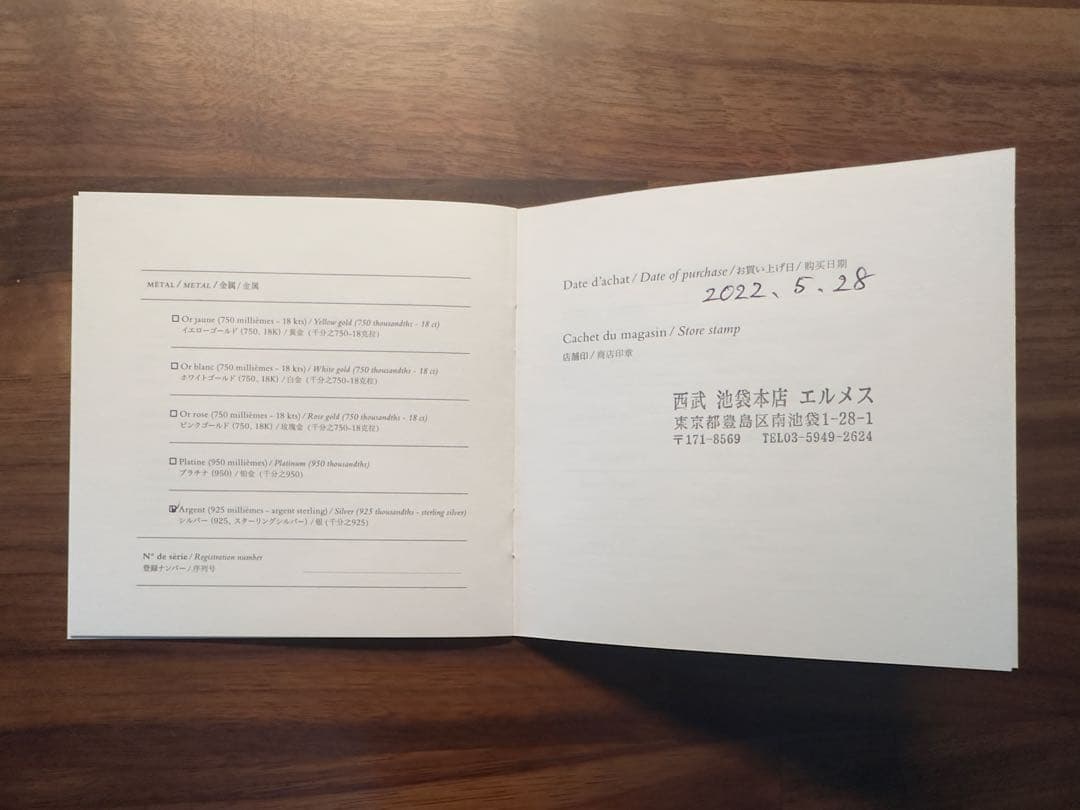 MÉTAL / METAL / 金属 / 金属
Or jaune (750 millièmes - 18 kts) / Yellow gold (750 thousandths - 18 ct)
イエローゴールド (750, 18K) / 黄金 (千分之750-18克拉)
Or blanc (750 millièmes - 18 kts) / White gold (750 thousandths - 18 ct)
ホワイトゴールド (750, 18K) / 白金 (千分之750-18克拉)
Or rose (750 millièmes - 18 kts) / Rose gold (750 thousandths - 18 ct)
ピンクゴールド (750, 18K) / 玫瑰金 (千分之750-18克拉)
Platine (950 millièmes) / Platinum (950 thousandths)
プラチナ (950) / 铂金 (千分之950)
Argent (925 millièmes - argent sterling) / Silver (925 thousandths - sterling silver)
シルバー (925, スターリングシルバー) / 银 (千分之925)
N° de série / Registration number
登録ナンバー / 序列号
Date d'achat / Date of purchase / お買い上げ日 / 购买日期
2022、5.28
Cachet du magasin / Store stamp
店舗印 / 商店印章
西武 池袋本店 エルメス
東京都豊島区南池袋1-28-1
〒171-8569 TEL03-5949-2624